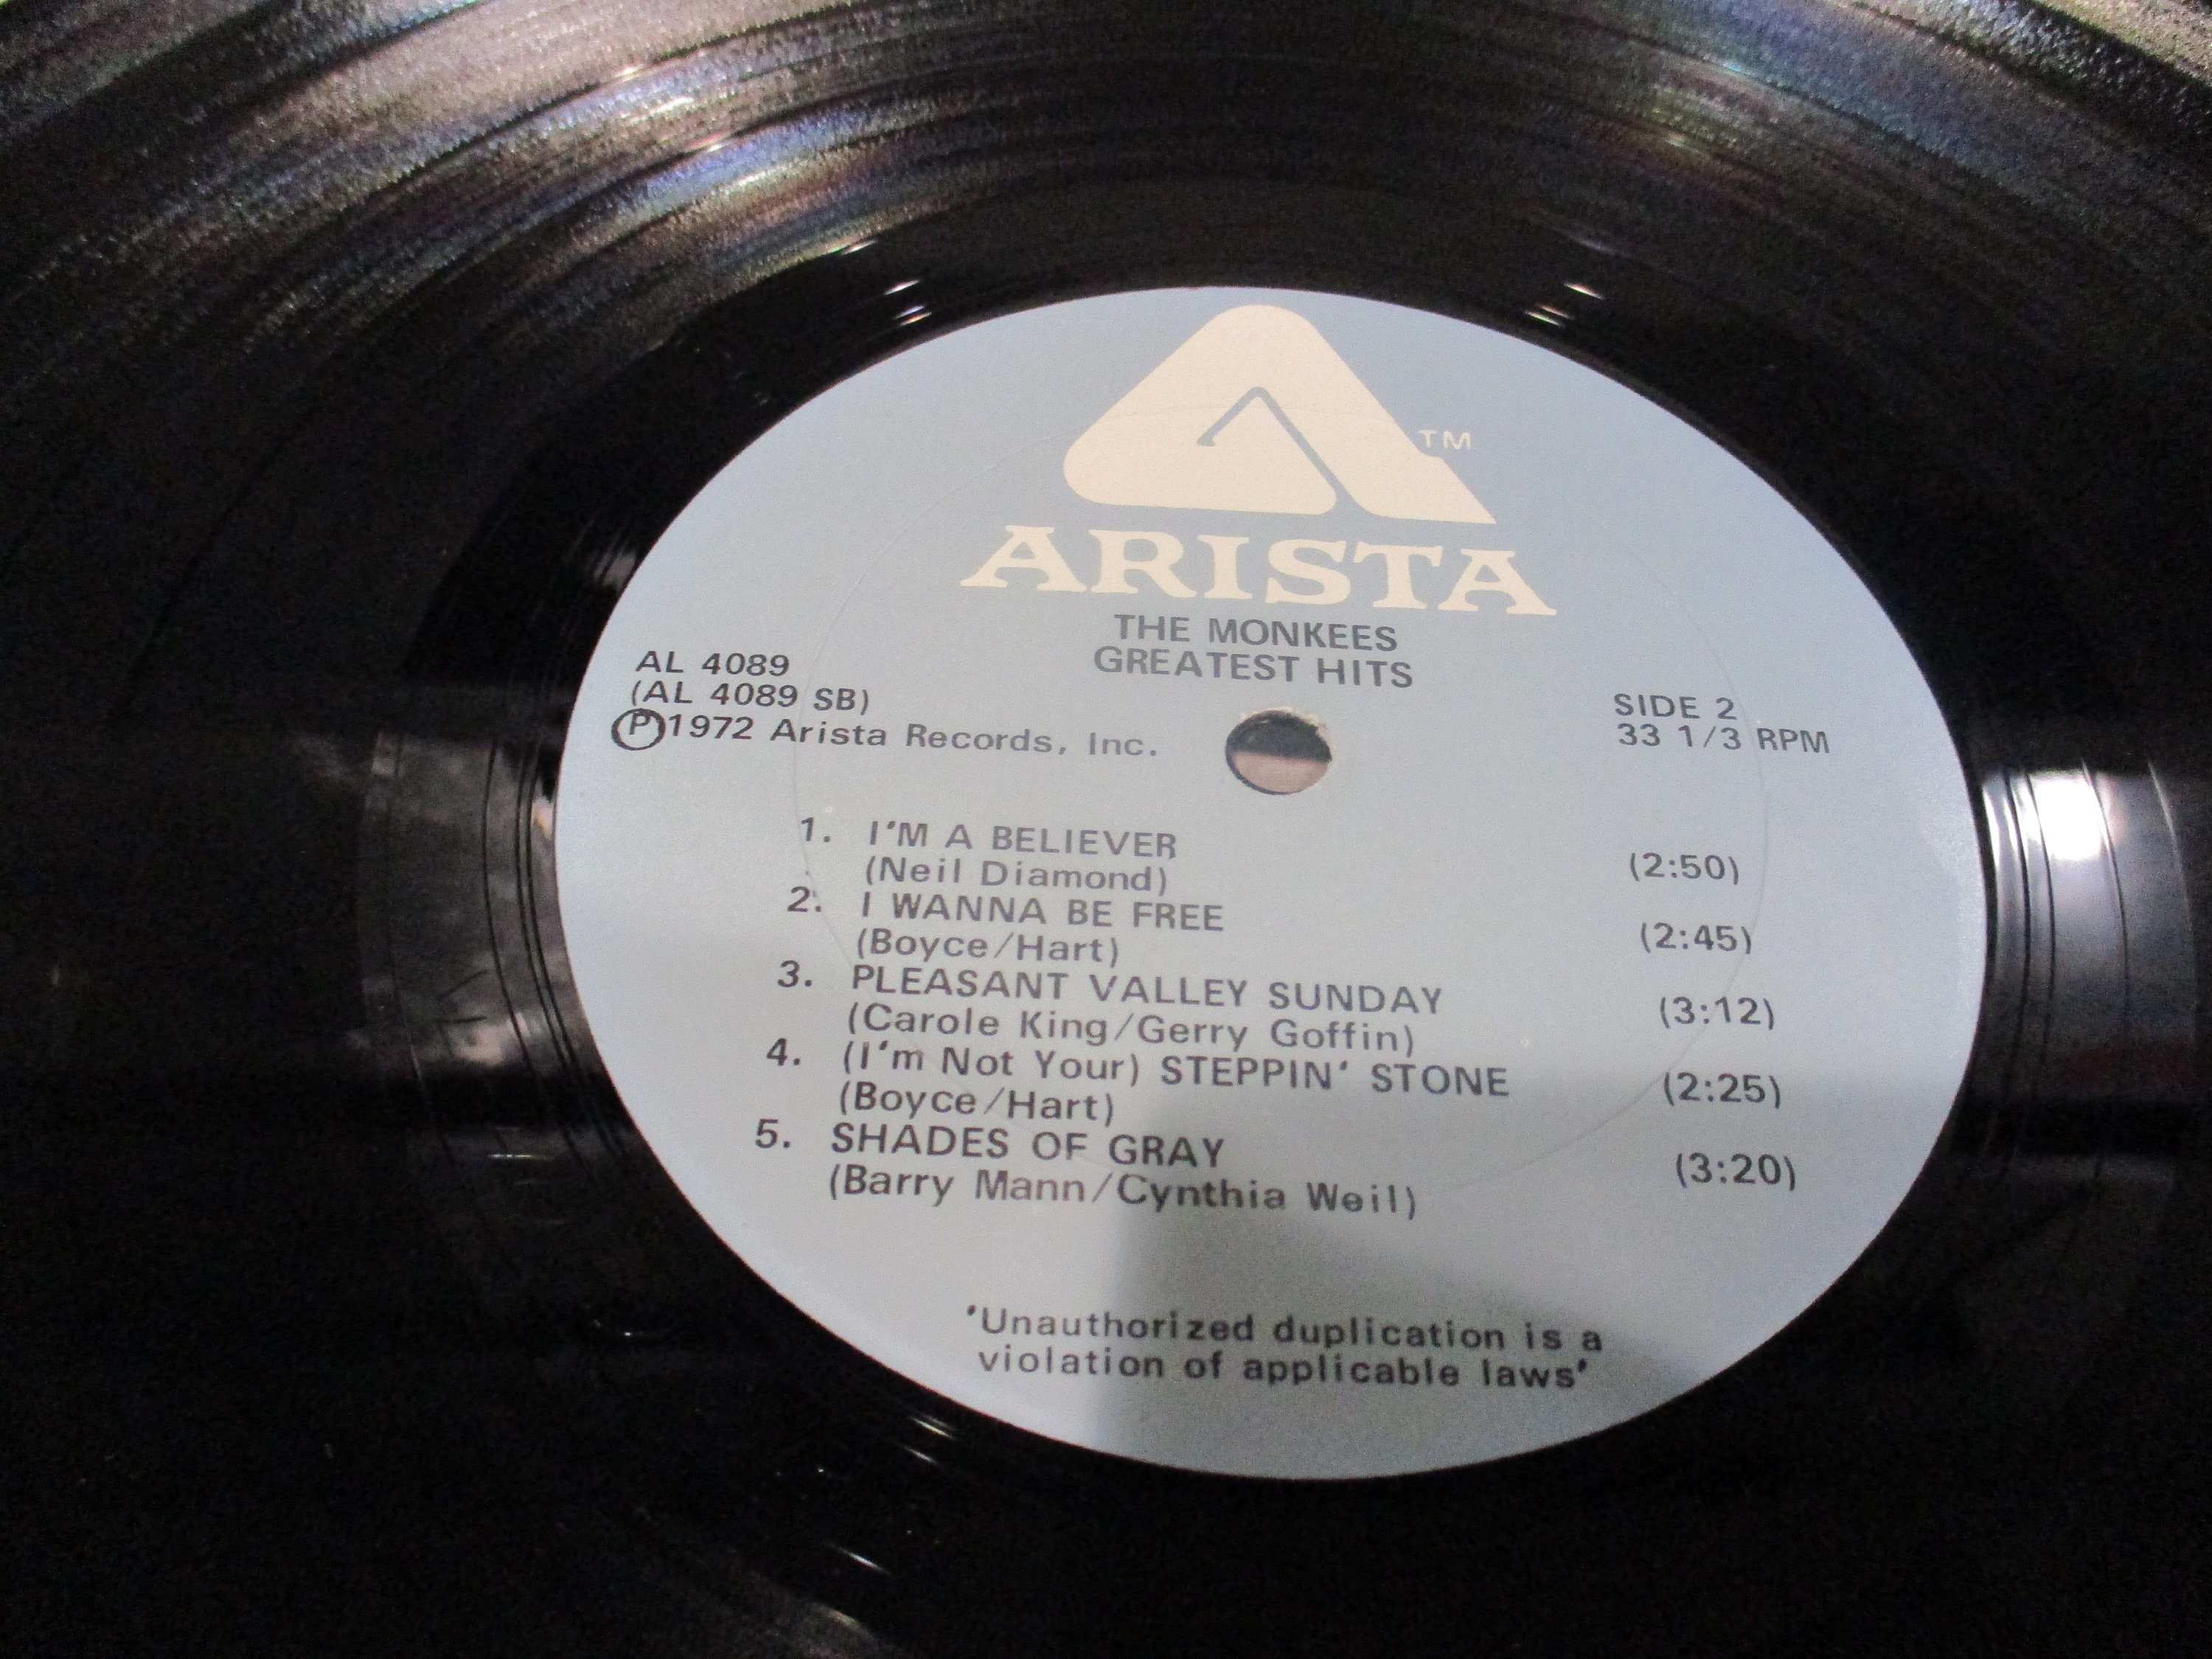 TM
ARISTA
THE MONKEES
GREATEST HITS
AL 4089
(AL 4089 SB)
Ⓟ1972 Arista Records, Inc.
SIDE 2
33 1/3 RPM
1. I'M A BELIEVER (2:50)
(Neil Diamond)
2. I WANNA BE FREE (2:45)
(Boyce/Hart)
3. PLEASANT VALLEY SUNDAY (3:12)
(Carole King/Gerry Goffin)
4. (I'm Not Your) STEPPIN' STONE (2:25)
(Boyce/Hart)
5. SHADES OF GRAY (3:20)
(Barry Mann/Cynthia Weil)
'Unauthorized duplication is a
violation of applicable laws'